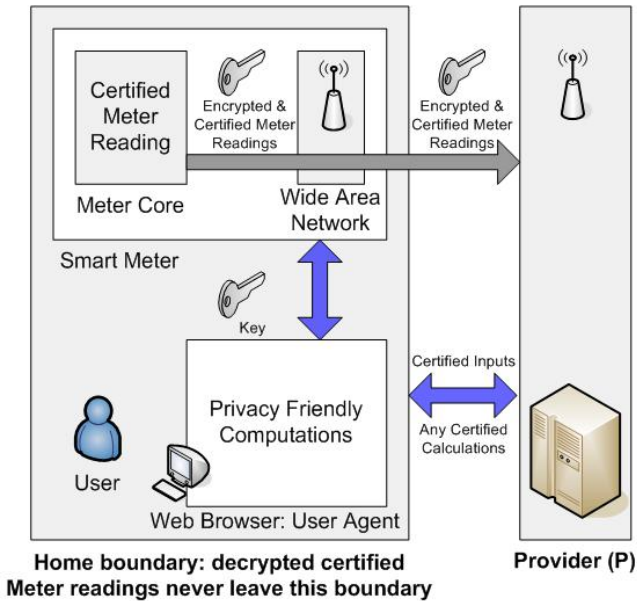 Certified
Meter
Reading
Encrypted &
Certified Meter
Readings
Encrypted &
Certified Meter
Readings
Meter Core
Wide Area
Network
Smart Meter
Key
Privacy Friendly
Computations
User
Web Browser: User Agent
Certified Inputs
Any Certified
Calculations
Home boundary: decrypted certified
Meter readings never leave this boundary
Provider (P)